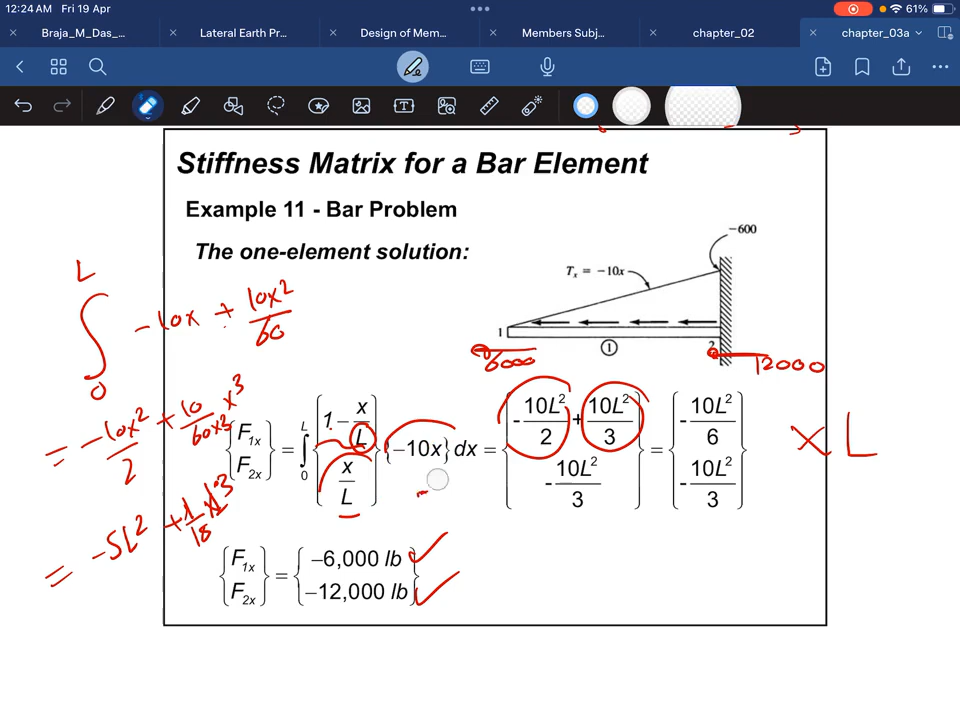 12:24 AM Fri 19 Apr
61%
Braja_M_Das_…
Lateral Earth Pr…
Design of Mem…
Members Subj…
chapter_02
chapter_03a
Stiffness Matrix for a Bar Element
Example 11 - Bar Problem
The one-element solution:
-600
Tx = −10x
1 ① 2
6000 12000
∫₀ᴸ -10x + 10x²/60
= -10x²/2 + 10/(60x3) x³
= -5L² + 1/18 L³
{F1x F2x} = ∫₀ᴸ {1 − x/L, x/L} {−10x} dx = {-10L²/2 + 10L²/3, -10L²/3} = {-10L²/6, -10L²/3} × L
{F1x F2x} = {−6,000 lb, −12,000 lb}